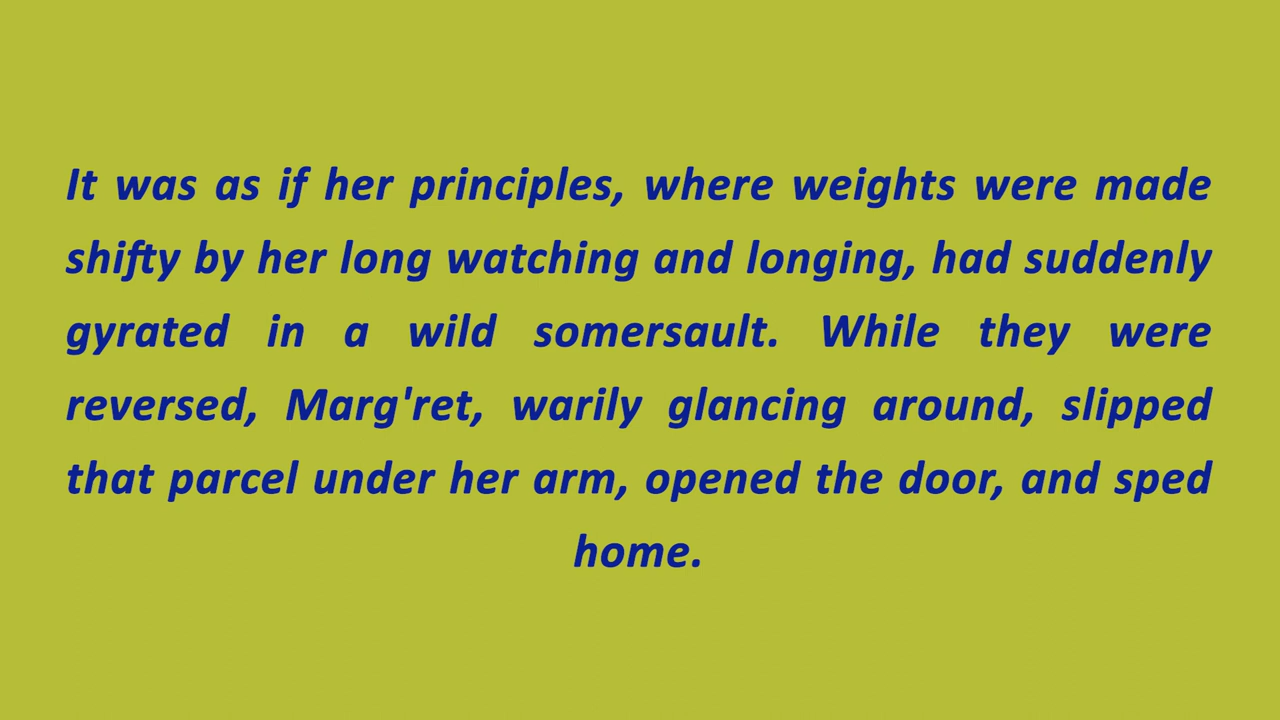 It was as if her principles, where weights were made
shifty by her long watching and longing, had suddenly
gyrated in a wild somersault. While they were
reversed, Marg'ret, warily glancing around, slipped
that parcel under her arm, opened the door, and sped
home.